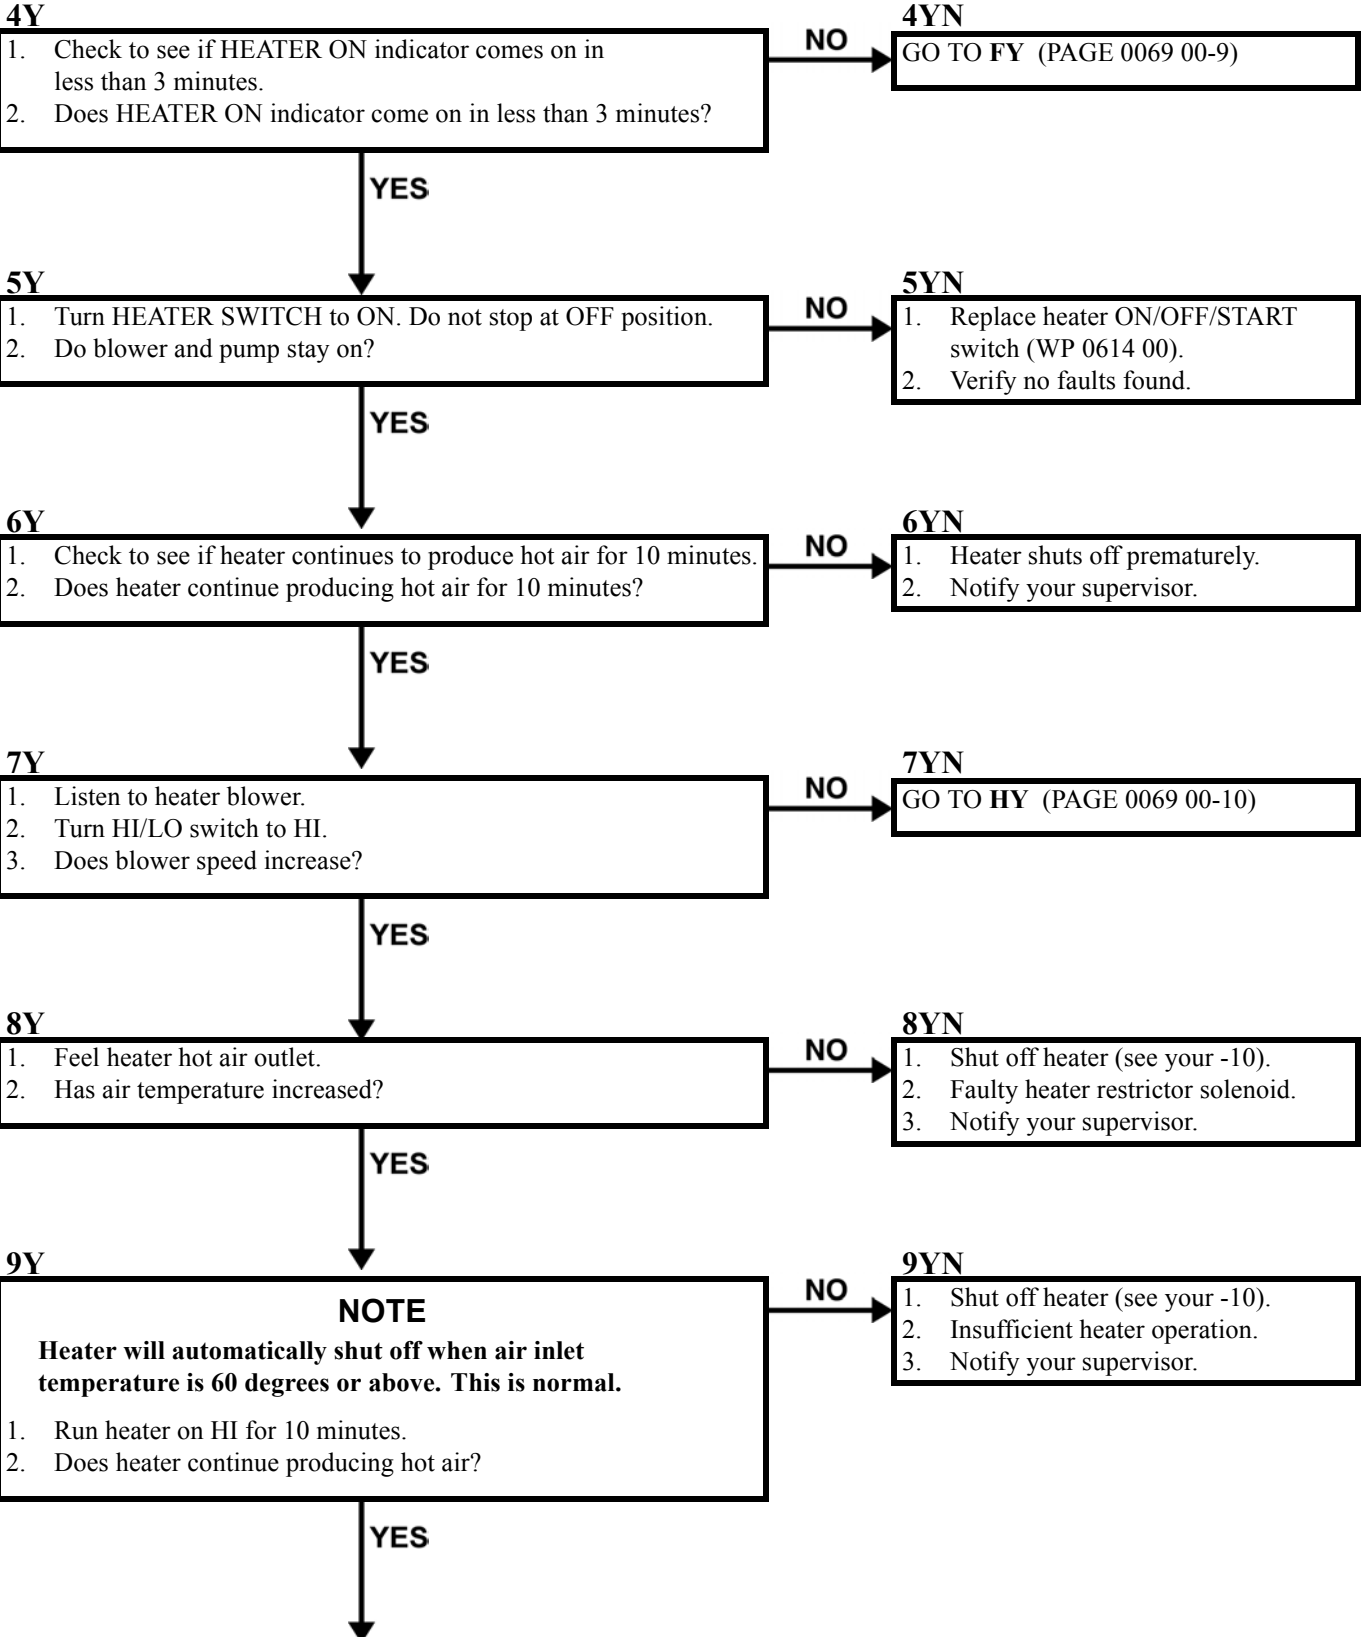 4Y
1. Check to see if HEATER ON indicator comes on in
less than 3 minutes.
2. Does HEATER ON indicator come on in less than 3 minutes?
NO
4YN
GO TO FY (PAGE 0069 00-9)
YES
5Y
1. Turn HEATER SWITCH to ON. Do not stop at OFF position.
2. Do blower and pump stay on?
NO
5YN
1. Replace heater ON/OFF/START
switch (WP 0614 00).
2. Verify no faults found.
YES
6Y
1. Check to see if heater continues to produce hot air for 10 minutes.
2. Does heater continue producing hot air for 10 minutes?
NO
6YN
1. Heater shuts off prematurely.
2. Notify your supervisor.
YES
7Y
1. Listen to heater blower.
2. Turn HI/LO switch to HI.
3. Does blower speed increase?
NO
7YN
GO TO HY (PAGE 0069 00-10)
YES
8Y
1. Feel heater hot air outlet.
2. Has air temperature increased?
NO
8YN
1. Shut off heater (see your -10).
2. Faulty heater restrictor solenoid.
3. Notify your supervisor.
YES
9Y
NOTE
Heater will automatically shut off when air inlet
temperature is 60 degrees or above. This is normal.
1. Run heater on HI for 10 minutes.
2. Does heater continue producing hot air?
NO
9YN
1. Shut off heater (see your -10).
2. Insufficient heater operation.
3. Notify your supervisor.
YES